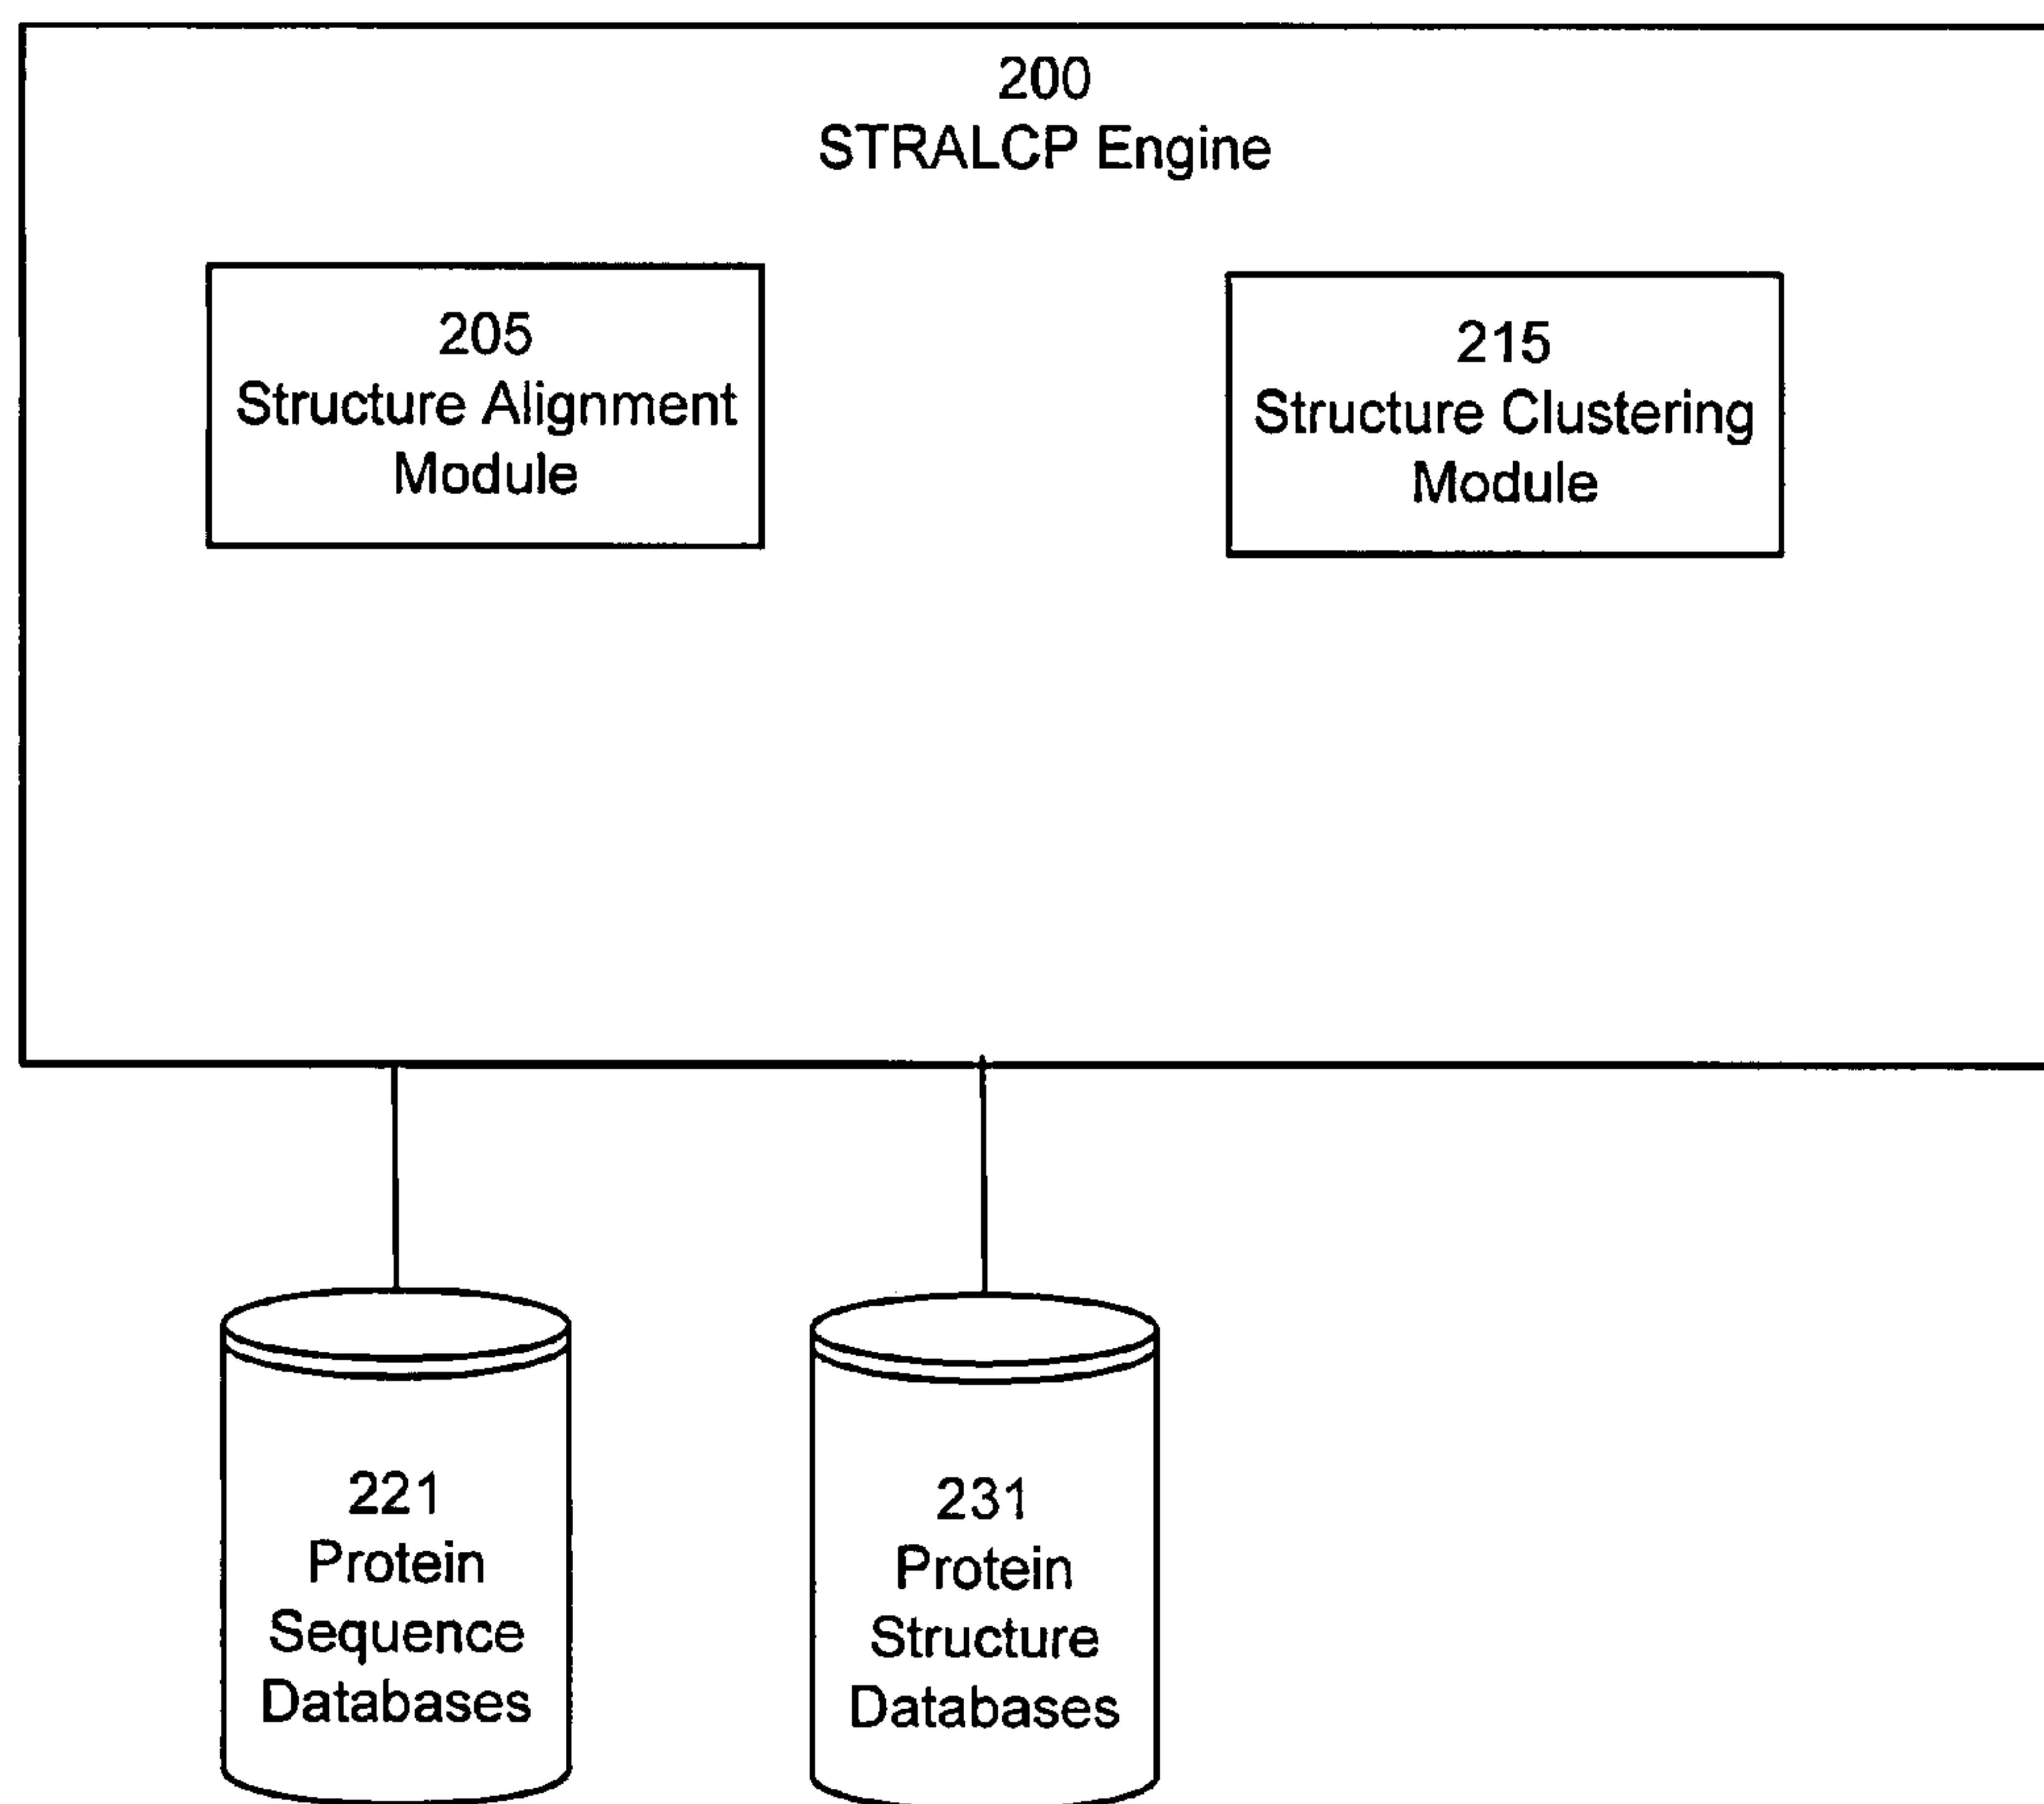 200
STRALCP Engine
205
Structure Alignment
Module
215
Structure Clustering
Module
221
Protein
Sequence
Databases
231
Protein
Structure
Databases